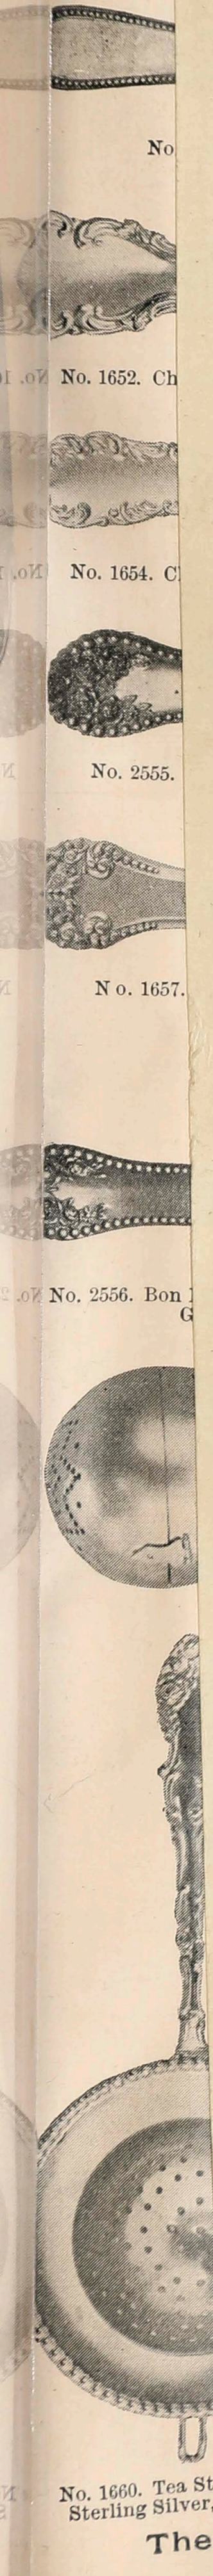 No
No. 1652. Ch
No. 1654. C
No. 2555.
No. 1657.
No. 2556. Bon
G
No. 1660. Tea St
Sterling Silver,
The